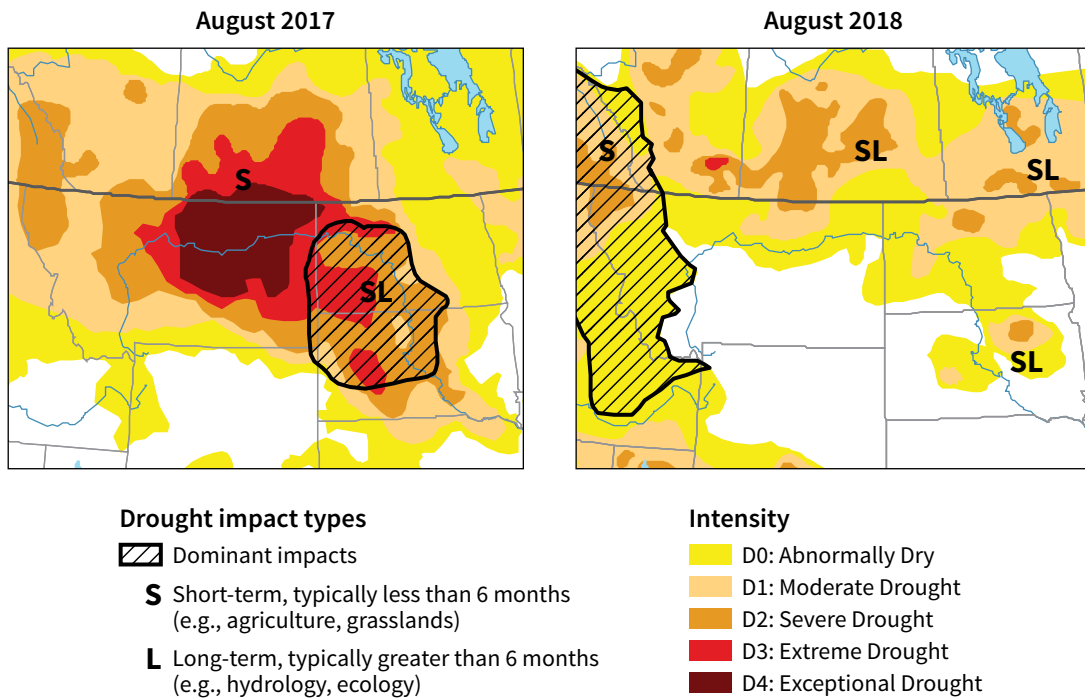 August 2017
August 2018
S
SL
S
SL
SL
SL
Drought impact types
Dominant impacts
S Short-term, typically less than 6 months
(e.g., agriculture, grasslands)
L Long-term, typically greater than 6 months
(e.g., hydrology, ecology)
Intensity
D0: Abnormally Dry
D1: Moderate Drought
D2: Severe Drought
D3: Extreme Drought
D4: Exceptional Drought